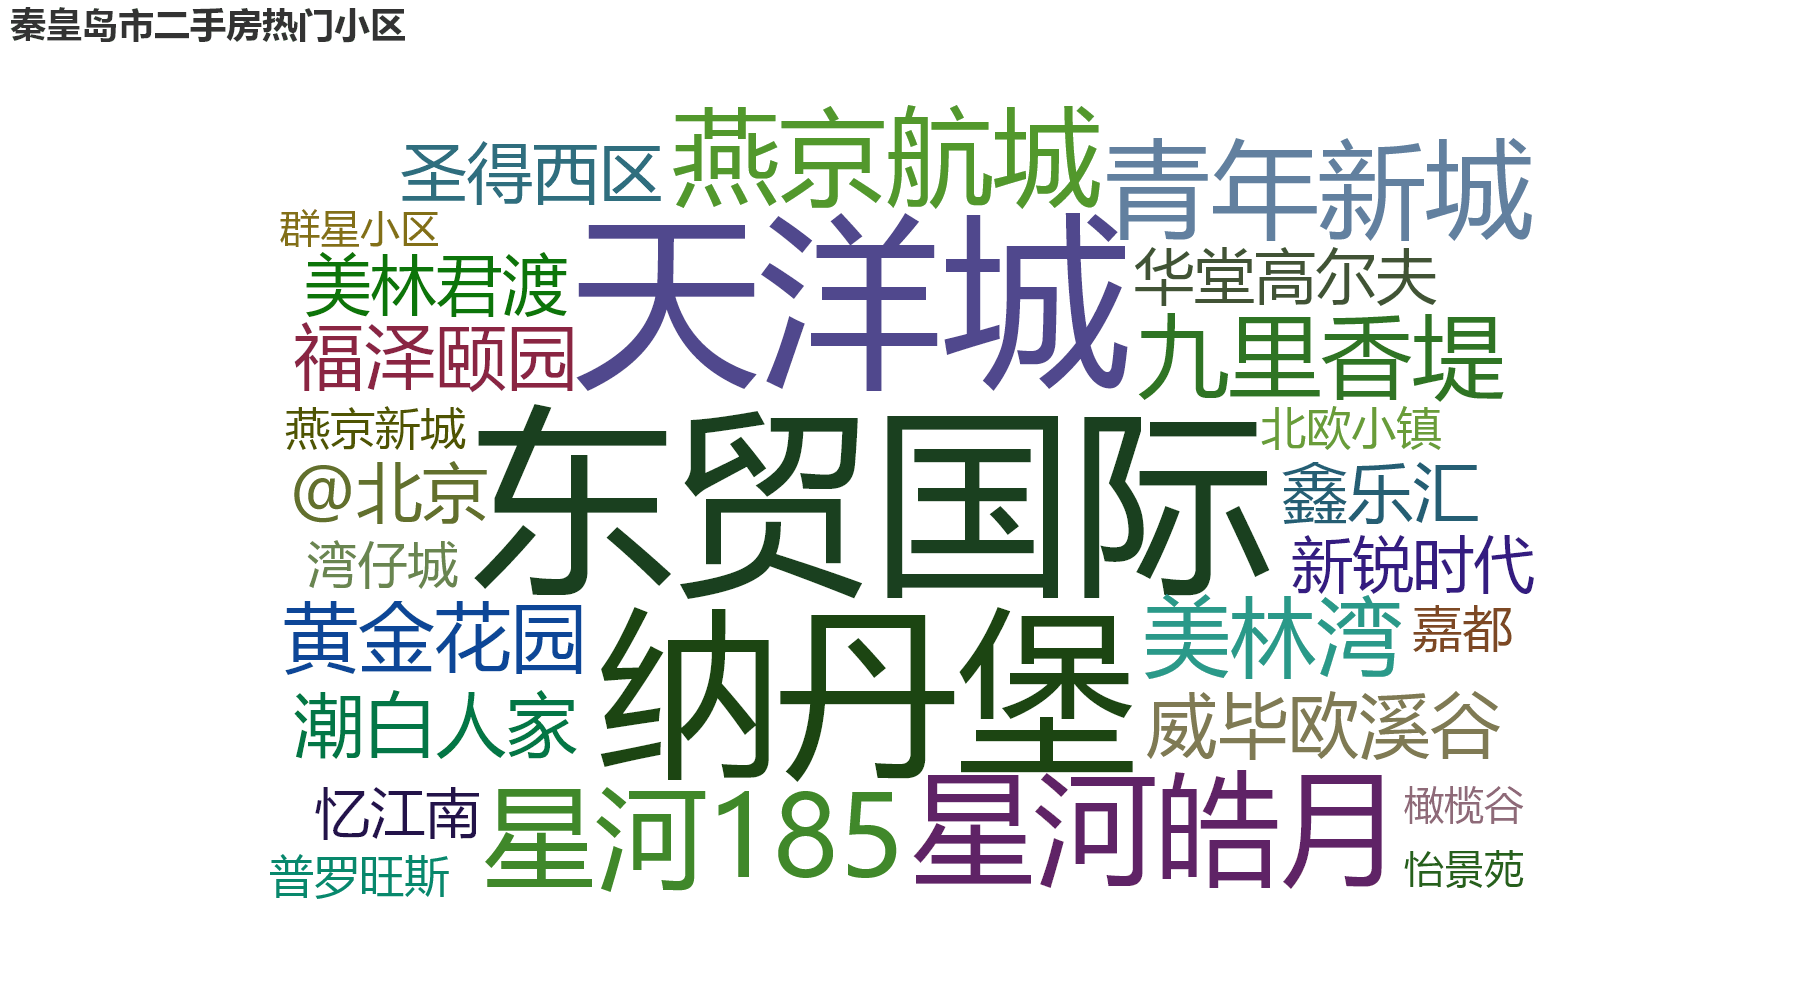 秦皇岛市二手房热门小区
燕京航城
圣得西区
青年新城
群星小区
天洋城
美林君渡
华堂高尔夫
福泽颐园
九里香堤
燕京新城
东贸国际
北欧小镇
@北京
鑫乐汇
湾仔城
新锐时代
黄金花园
纳丹堡
美林湾
嘉都
潮白人家
威毕欧溪谷
忆江南
星河185
星河皓月
橄榄谷
普罗旺斯
怡景苑